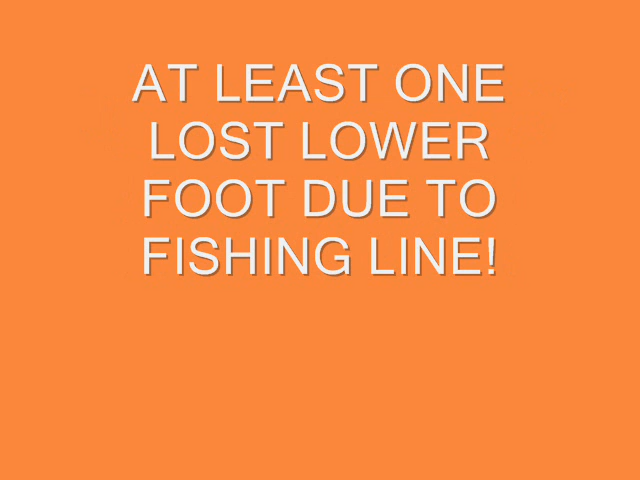 AT LEAST ONE
LOST LOWER
FOOT DUE TO
FISHING LINE!